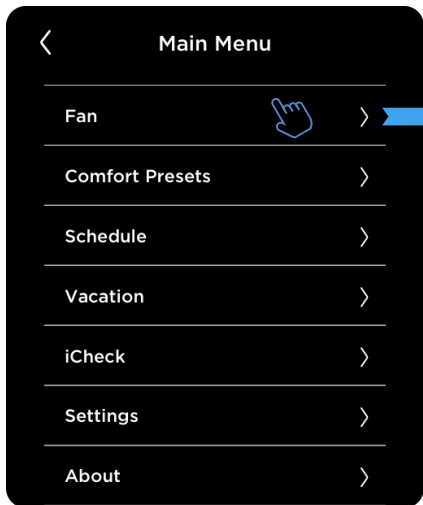 Main Menu
Fan
Comfort Presets
Schedule
Vacation
iCheck
Settings
About